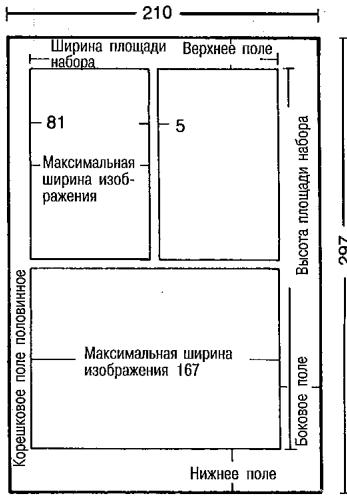 210
Ширина площади
набора
Верхнее поле
81
5
Максимальная
ширина изоб-
ражения
Высота площади набора
297
Корешковое поле половинное
Максимальная ширина
изображения 167
Боковое поле
Нижнее поле